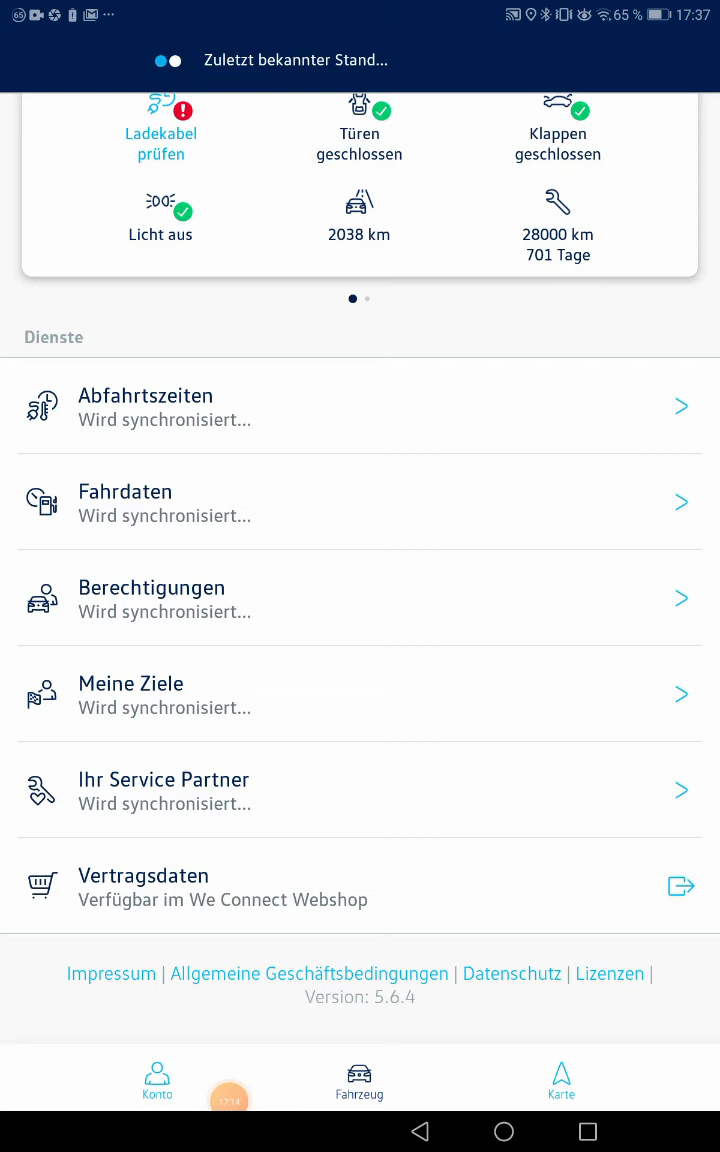 65
65 %
17:37
Zuletzt bekannter Stand...
Ladekabel
prüfen
Türen
geschlossen
Klappen
geschlossen
Licht aus
2038 km
28000 km
701 Tage
Dienste
Abfahrtszeiten
Wird synchronisiert...
Fahrdaten
Wird synchronisiert...
Berechtigungen
Wird synchronisiert...
Meine Ziele
Wird synchronisiert...
Ihr Service Partner
Wird synchronisiert...
Vertragsdaten
Verfügbar im We Connect Webshop
Impressum | Allgemeine Geschäftsbedingungen | Datenschutz | Lizenzen |
Version: 5.6.4
Konto
17:14
Fahrzeug
Karte